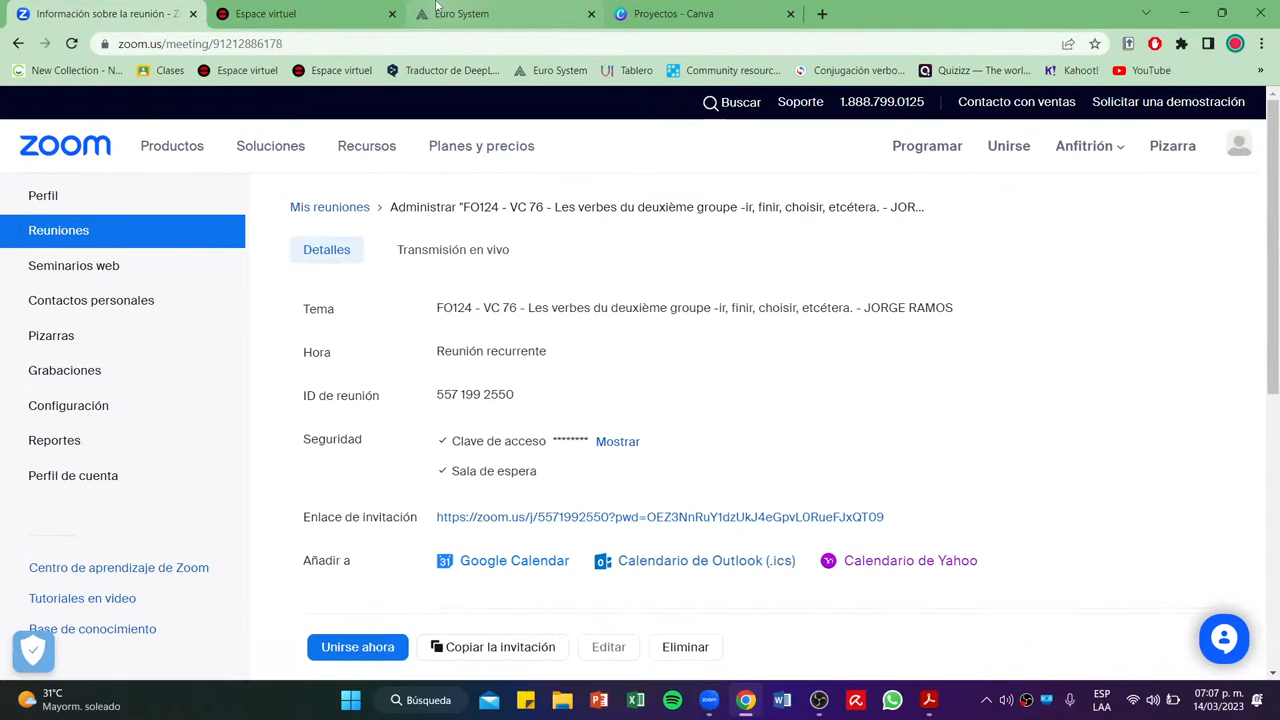 Información sobre la reunión - Z
Espace virtuel
Euro System
Proyectos - Canva
zoom.us/meeting/91212886178
New Collection - N...
Clases
Espace virtuel
Espace virtuel
Traductor de DeepL...
Euro System
Tablero
Community resourc...
Conjugación verbo...
Quizizz — The worl...
Kahoot!
YouTube
»
Buscar
Soporte
1.888.799.0125
Contacto con ventas
Solicitar una demostración
zoom
Productos
Soluciones
Recursos
Planes y precios
Programar
Unirse
Anfitrión
Pizarra
Perfil
Reuniones
Seminarios web
Contactos personales
Pizarras
Grabaciones
Configuración
Reportes
Perfil de cuenta
Centro de aprendizaje de Zoom
Tutoriales en video
Base de conocimiento
Mis reuniones > Administrar "FO124 - VC 76 - Les verbes du deuxième groupe -ir, finir, choisir, etcétera. - JOR...
Detalles
Transmisión en vivo
Tema
FO124 - VC 76 - Les verbes du deuxième groupe -ir, finir, choisir, etcétera. - JORGE RAMOS
Hora
Reunión recurrente
ID de reunión
557 199 2550
Seguridad
Clave de acceso ******** Mostrar
Sala de espera
Enlace de invitación
https://zoom.us/j/5571992550?pwd=OEZ3NnRuY1dzUkJ4eGpvL0RueFJxQT09
Añadir a
Google Calendar
Calendario de Outlook (.ics)
Calendario de Yahoo
Unirse ahora
Copiar la invitación
Editar
Eliminar
31°C
Mayorm. soleado
Búsqueda
ESP
LAA
07:07 p. m.
14/03/2023